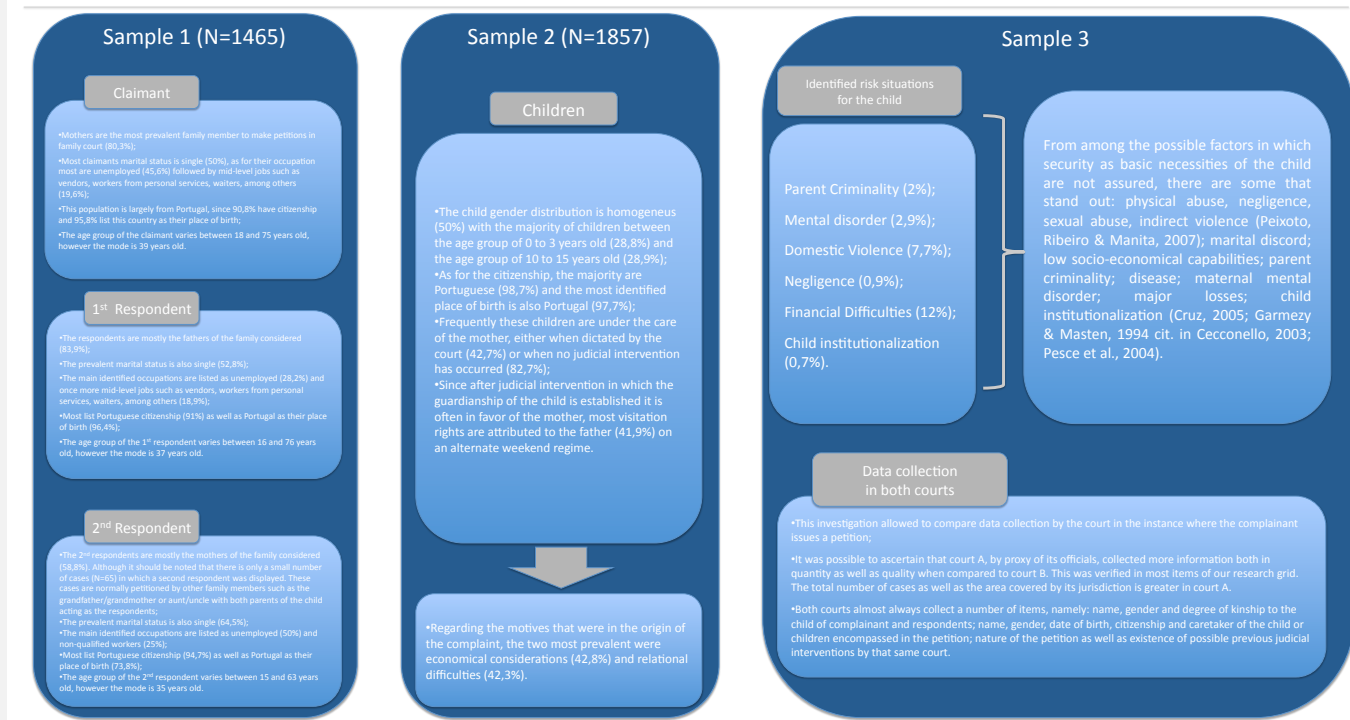 Sample 1 (N=1465)
Claimant
•Mothers are the most prevalent family member to make petitions in
family court (80,3%);
•Most claimants marital status is single (50%), as for their occupation
most are unemployed (45,6%) followed by mid-level jobs such as
vendors, workers from personal services, waiters, among others
(19,6%);
•This population is largely from Portugal, since 90,8% have citizenship
and 95,8% list this country as their place of birth;
•The age group of the claimant varies between 18 and 75 years old,
however the mode is 39 years old.
1st Respondent
•The respondents are mostly the fathers of the family considered
(83,9%);
•The prevalent marital status is also single (52,8%);
•The main identified occupations are listed as unemployed (28,2%) and
once more mid-level jobs such as vendors, workers from personal
services, waiters, among others (18,9%);
•Most list Portuguese citizenship (91%) as well as Portugal as their place
of birth (96,4%);
•The age group of the 1st respondent varies between 16 and 76 years
old, however the mode is 37 years old.
2nd Respondent
•The 2nd respondents are mostly the mothers of the family considered
(58,8%). Although it should be noted that there is only a small number
of cases (N=65) in which a second respondent was displayed. These
cases are normally petitioned by other family members such as the
grandfather/grandmother or aunt/uncle with both parents of the child
acting as the respondents;
•The prevalent marital status is also single (64,5%);
•The main identified occupations are listed as unemployed (50%) and
non-qualified workers (25%);
•Most list Portuguese citizenship (94,7%) as well as Portugal as their
place of birth (73,8%);
•The age group of the 2nd respondent varies between 15 and 63 years
old, however the mode is 35 years old.
Sample 2 (N=1857)
Children
•The child gender distribution is homogeneus
(50%) with the majority of children between
the age group of 0 to 3 years old (28,8%) and
the age group of 10 to 15 years old (28,9%);
•As for the citizenship, the majority are
Portuguese (98,7%) and the most identified
place of birth is also Portugal (97,7%);
•Frequently these children are under the care
of the mother, either when dictated by the
court (42,7%) or when no judicial intervention
has occurred (82,7%);
•Since after judicial intervention in which the
guardianship of the child is established it is
often in favor of the mother, most visitation
rights are attributed to the father (41,9%) on
an alternate weekend regime.
•Regarding the motives that were in the origin of
the complaint, the two most prevalent were
economical considerations (42,8%) and relational
difficulties (42,3%).
Sample 3
Identified risk situations
for the child
Parent Criminality (2%);
Mental disorder (2,9%);
Domestic Violence (7,7%);
Negligence (0,9%);
Financial Difficulties (12%);
Child institutionalization
(0,7%).
From among the possible factors in which
security as basic necessities of the child
are not assured, there are some that
stand out: physical abuse, negligence,
sexual abuse, indirect violence (Peixoto,
Ribeiro & Manita, 2007); marital discord;
low socio-economical capabilities; parent
criminality; disease; maternal mental
disorder; major losses; child
institutionalization (Cruz, 2005; Garmezy
& Masten, 1994 cit. in Cecconello, 2003;
Pesce et al., 2004).
Data collection
in both courts
•This investigation allowed to compare data collection by the court in the instance where the complainant
issues a petition;
•It was possible to ascertain that court A, by proxy of its officials, collected more information both in
quantity as well as quality when compared to court B. This was verified in most items of our research grid.
The total number of cases as well as the area covered by its jurisdiction is greater in court A.
•Both courts almost always collect a number of items, namely: name, gender and degree of kinship to the
child of complainant and respondents; name, gender, date of birth, citizenship and caretaker of the child or
children encompassed in the petition; nature of the petition as well as existence of possible previous judicial
interventions by that same court.